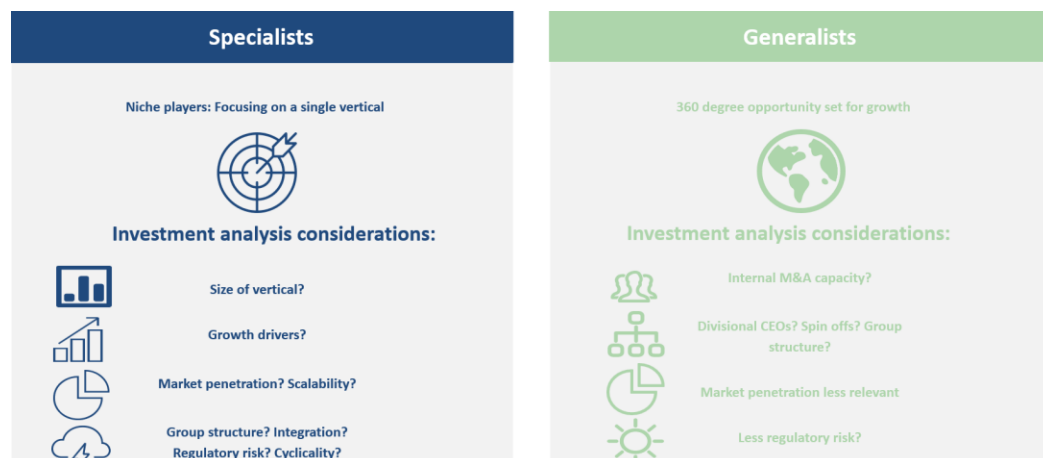 Specialists
Niche players: Focusing on a single vertical
Investment analysis considerations:
Size of vertical?
Growth drivers?
Market penetration? Scalability?
Group structure? Integration?
Regulatory risk? Cyclicality?
Generalists
360 degree opportunity set for growth
Investment analysis considerations:
Internal M&A capacity?
Divisional CEOs? Spin offs? Group
structure?
Market penetration less relevant
Less regulatory risk?